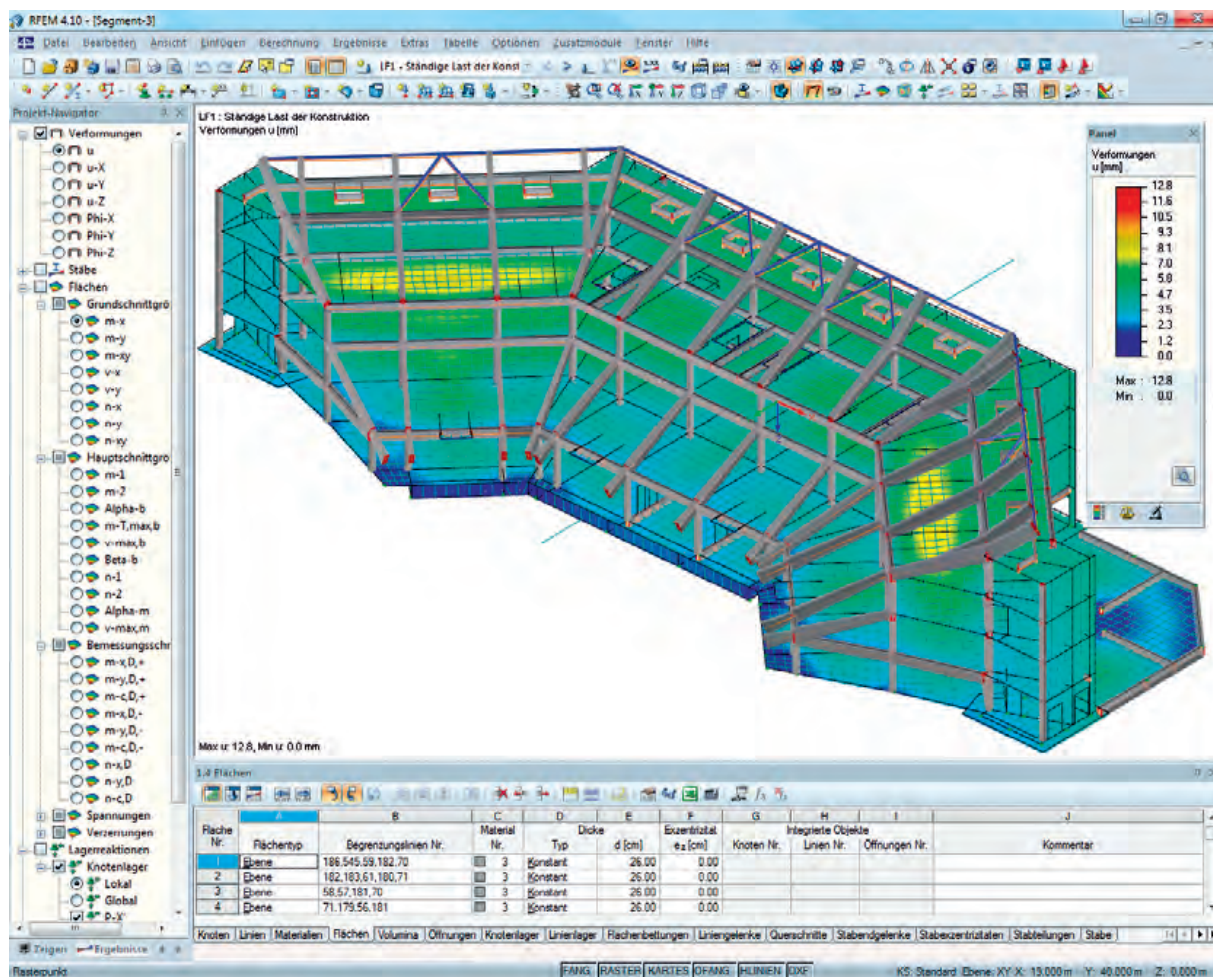 RFEM 4.10 - [Segment-3]
Datei Bearbeiten Ansicht Einfügen Berechnung Ergebnisse Extras Tabelle Optionen Zusatzmodule Fenster Hilfe
LF1 - Ständige Last der Konst
Projekt-Navigator
Verformungen
u
u-X
u-Y
u-Z
Phi-X
Phi-Y
Phi-Z
Stäbe
Flächen
Grundschnittgrö
m-x
m-y
m-xy
v-x
v-y
n-x
n-y
n-xy
Hauptschnittgrö
m-1
m-2
Alpha-b
m-T,max,b
v-max,b
Beta-b
n-1
n-2
Alpha-m
v-max,m
Bemessungsschr
m-x,D,+
m-y,D,+
m-c,D,+
m-x,D,-
m-y,D,-
m-c,D,-
n-x,D
n-y,D
n-c,D
Spannungen
Verzerrungen
Lagerreaktionen
Knotenlager
Lokal
Global
P-X'
Zeigen Ergebnisse
LF1 : Ständige Last der Konstruktion
Verformungen u [mm]
Panel
Verformungen
u [mm]
12.8
11.6
10.5
9.3
8.1
7.0
5.8
4.7
3.5
2.3
1.2
0.0
Max : 12.8
Min : 0.0
Max u: 12.8, Min u: 0.0 mm
1.4 Flächen
A B C D E F G H I J
Fläche Material Dicke Exzentrizität Integrierte Objekte
Nr. Flächentyp Begrenzungslinien Nr. Nr. Typ d [cm] ez [cm] Knoten Nr. Linien Nr. Öffnungen Nr. Kommentar
1 Ebene 186,545,59,182,70 3 Konstant 26.00 0.00
2 Ebene 182,183,61,180,71 3 Konstant 26.00 0.00
3 Ebene 58,57,181,70 3 Konstant 26.00 0.00
4 Ebene 71,179,56,181 3 Konstant 26.00 0.00
Knoten Linien Materialien Flächen Volumina Öffnungen Knotenlager Linienlager Flächenbettungen Liniengelenke Querschnitte Stabendgelenke Stabexzentrizitäten Stabteilungen Stäbe
Rasterpunkt
FANG RASTER KARTES OFANG HLINIEN DXF KS: Standard Ebene: XY X: 19.000 m Y: 40.000 m Z: 0.000 m